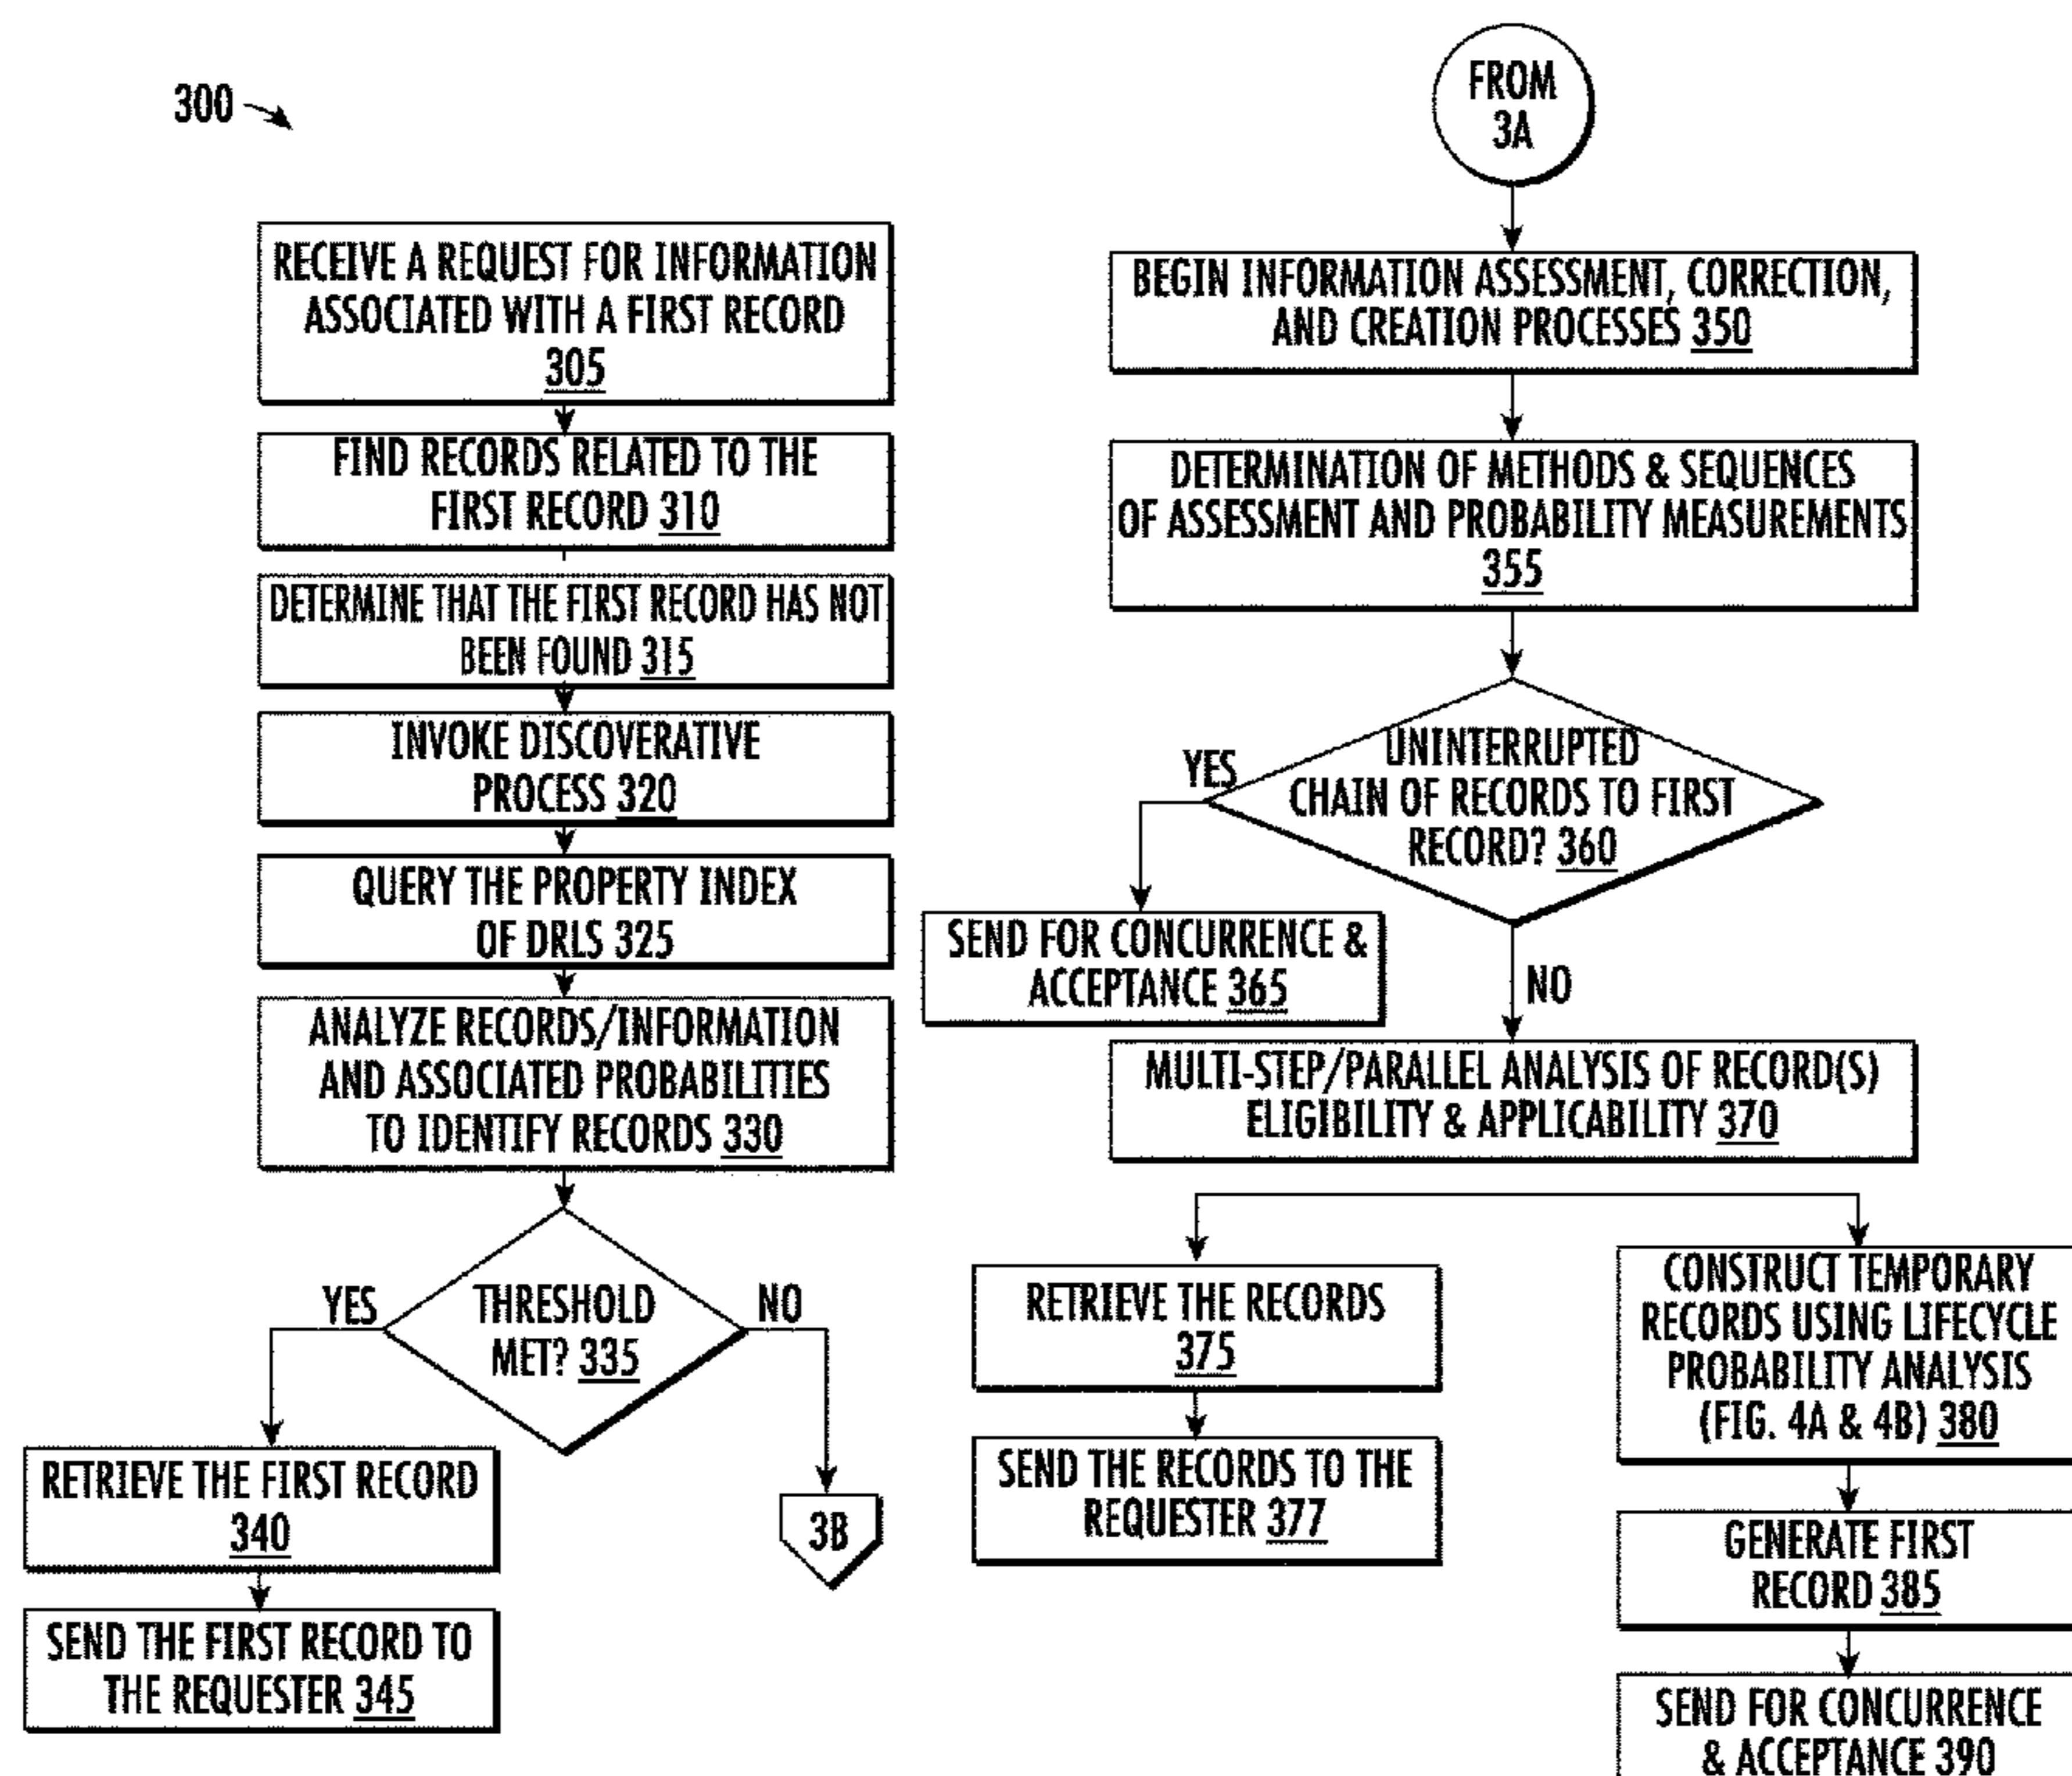 300
RECEIVE A REQUEST FOR INFORMATION
ASSOCIATED WITH A FIRST RECORD
305
FIND RECORDS RELATED TO THE
FIRST RECORD 310
DETERMINE THAT THE FIRST RECORD HAS NOT
BEEN FOUND 315
INVOKE DISCOVERATIVE
PROCESS 320
QUERY THE PROPERTY INDEX
OF DRLS 325
ANALYZE RECORDS/INFORMATION
AND ASSOCIATED PROBABILITIES
TO IDENTIFY RECORDS 330
YES
THRESHOLD
MET? 335
NO
RETRIEVE THE FIRST RECORD
340
3B
SEND THE FIRST RECORD TO
THE REQUESTER 345
FROM
3A
BEGIN INFORMATION ASSESSMENT, CORRECTION,
AND CREATION PROCESSES 350
DETERMINATION OF METHODS & SEQUENCES
OF ASSESSMENT AND PROBABILITY MEASUREMENTS
355
YES
UNINTERRUPTED
CHAIN OF RECORDS TO FIRST
RECORD? 360
SEND FOR CONCURRENCE &
ACCEPTANCE 365
NO
MULTI-STEP/PARALLEL ANALYSIS OF RECORD(S)
ELIGIBILITY & APPLICABILITY 370
RETRIEVE THE RECORDS
375
SEND THE RECORDS TO THE
REQUESTER 377
CONSTRUCT TEMPORARY
RECORDS USING LIFECYCLE
PROBABILITY ANALYSIS
(FIG. 4A & 4B) 380
GENERATE FIRST
RECORD 385
SEND FOR CONCURRENCE
& ACCEPTANCE 390